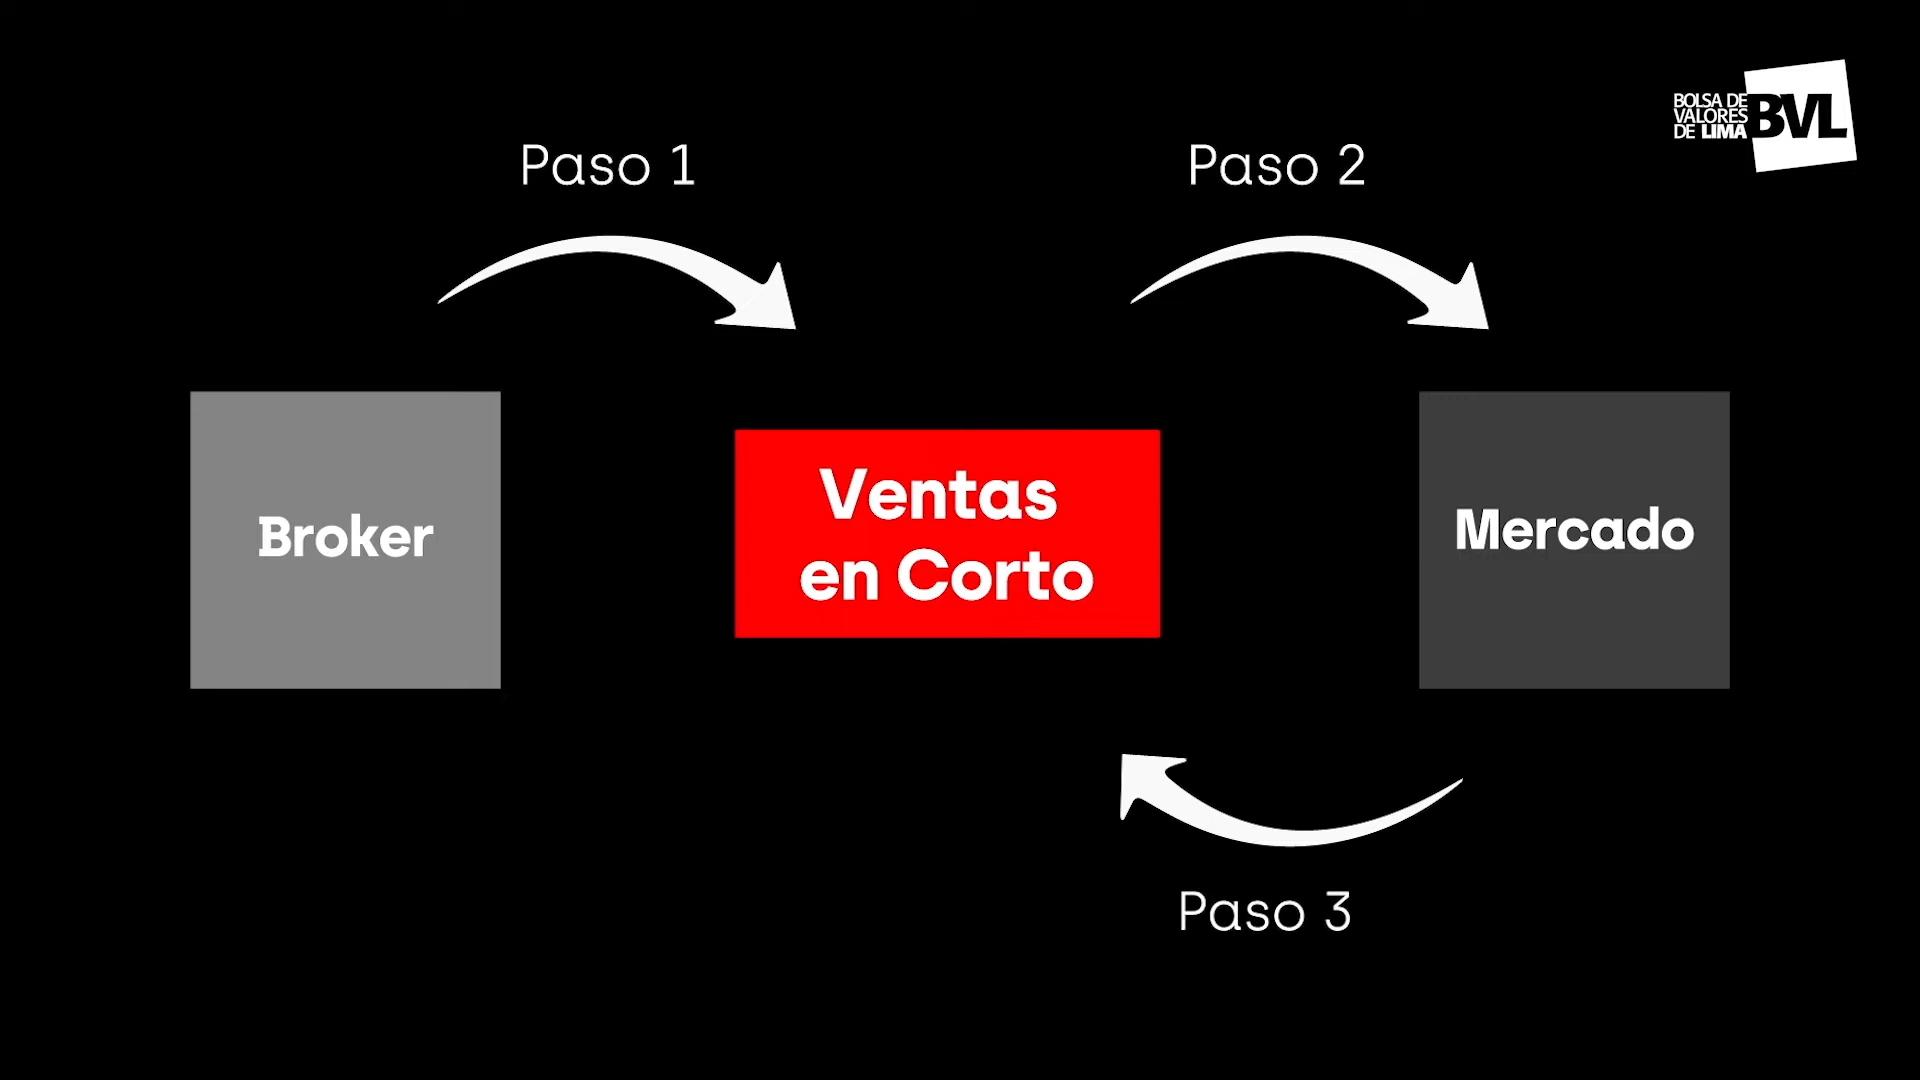 BOLSA DE
VALORES
DE LIMA
BVL
Paso 1
Paso 2
Broker
Ventas
en Corto
Mercado
Paso 3